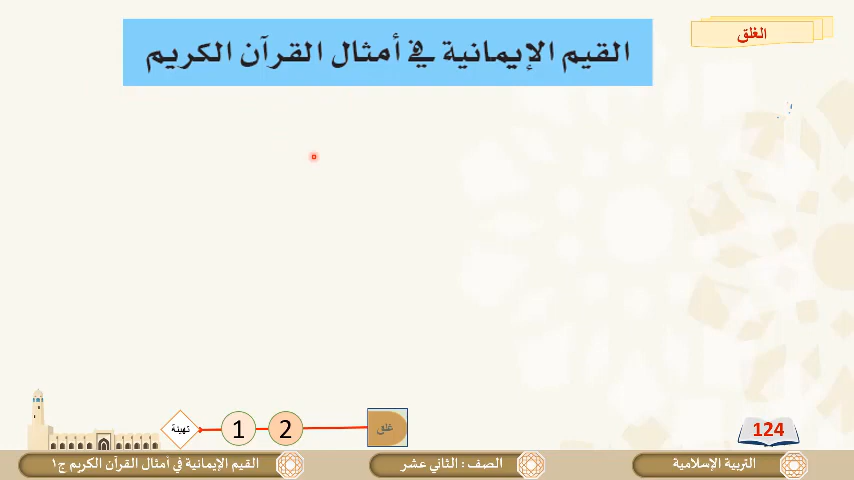 الغلق
القيم الإيمانية في أمثال القرآن الكريم
تهيئة
1
2
غلق
124
التربية الإسلامية
الصف : الثاني عشر
القيم الإيمانية في أمثال القرآن الكريم ج١